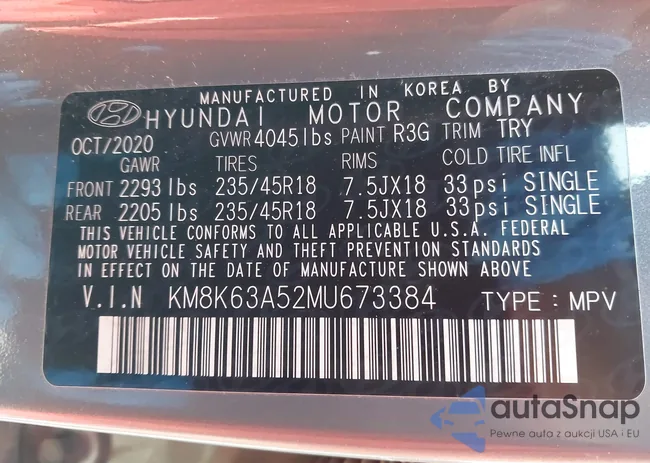 MANUFACTURED IN KOREA BY
HYUNDAI MOTOR COMPANY
OCT/2020 GVWR 4045 lbs PAINT R3G TRIM TRY
GAWR TIRES RIMS COLD TIRE INFL
FRONT 2293 lbs 235/45R18 7.5JX18 33 psi SINGLE
REAR 2205 lbs 235/45R18 7.5JX18 33 psi SINGLE
THIS VEHICLE CONFORMS TO ALL APPLICABLE U.S.A. FEDERAL
MOTOR VEHICLE SAFETY AND THEFT PREVENTION STANDARDS
IN EFFECT ON THE DATE OF MANUFACTURE SHOWN ABOVE
V.I.N KM8K63A52MU673384 TYPE : MPV
autaSnap
Pewne auta z aukcji USA i EU